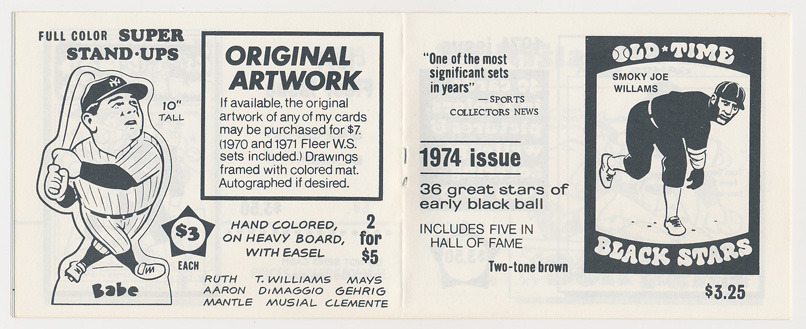 FULL COLOR SUPER
STAND-UPS
10"
TALL
NY
Babe
$3
EACH
ORIGINAL
ARTWORK
If available, the original
artwork of any of my cards
may be purchased for $7.
(1970 and 1971 Fleer W.S.
sets included.) Drawings
framed with colored mat.
Autographed if desired.
HAND COLORED,
ON HEAVY BOARD,
WITH EASEL
2
for
$5
RUTH T. WILLIAMS MAYS
AARON DiMAGGIO GEHRIG
MANTLE MUSIAL CLEMENTE
"One of the most
significant sets
in years"
—SPORTS
COLLECTORS NEWS
1974 issue
36 great stars of
early black ball
INCLUDES FIVE IN
HALL OF FAME
Two-tone brown
OLD★TIME
SMOKY JOE
WILLAMS
BLACK STARS
$3.25